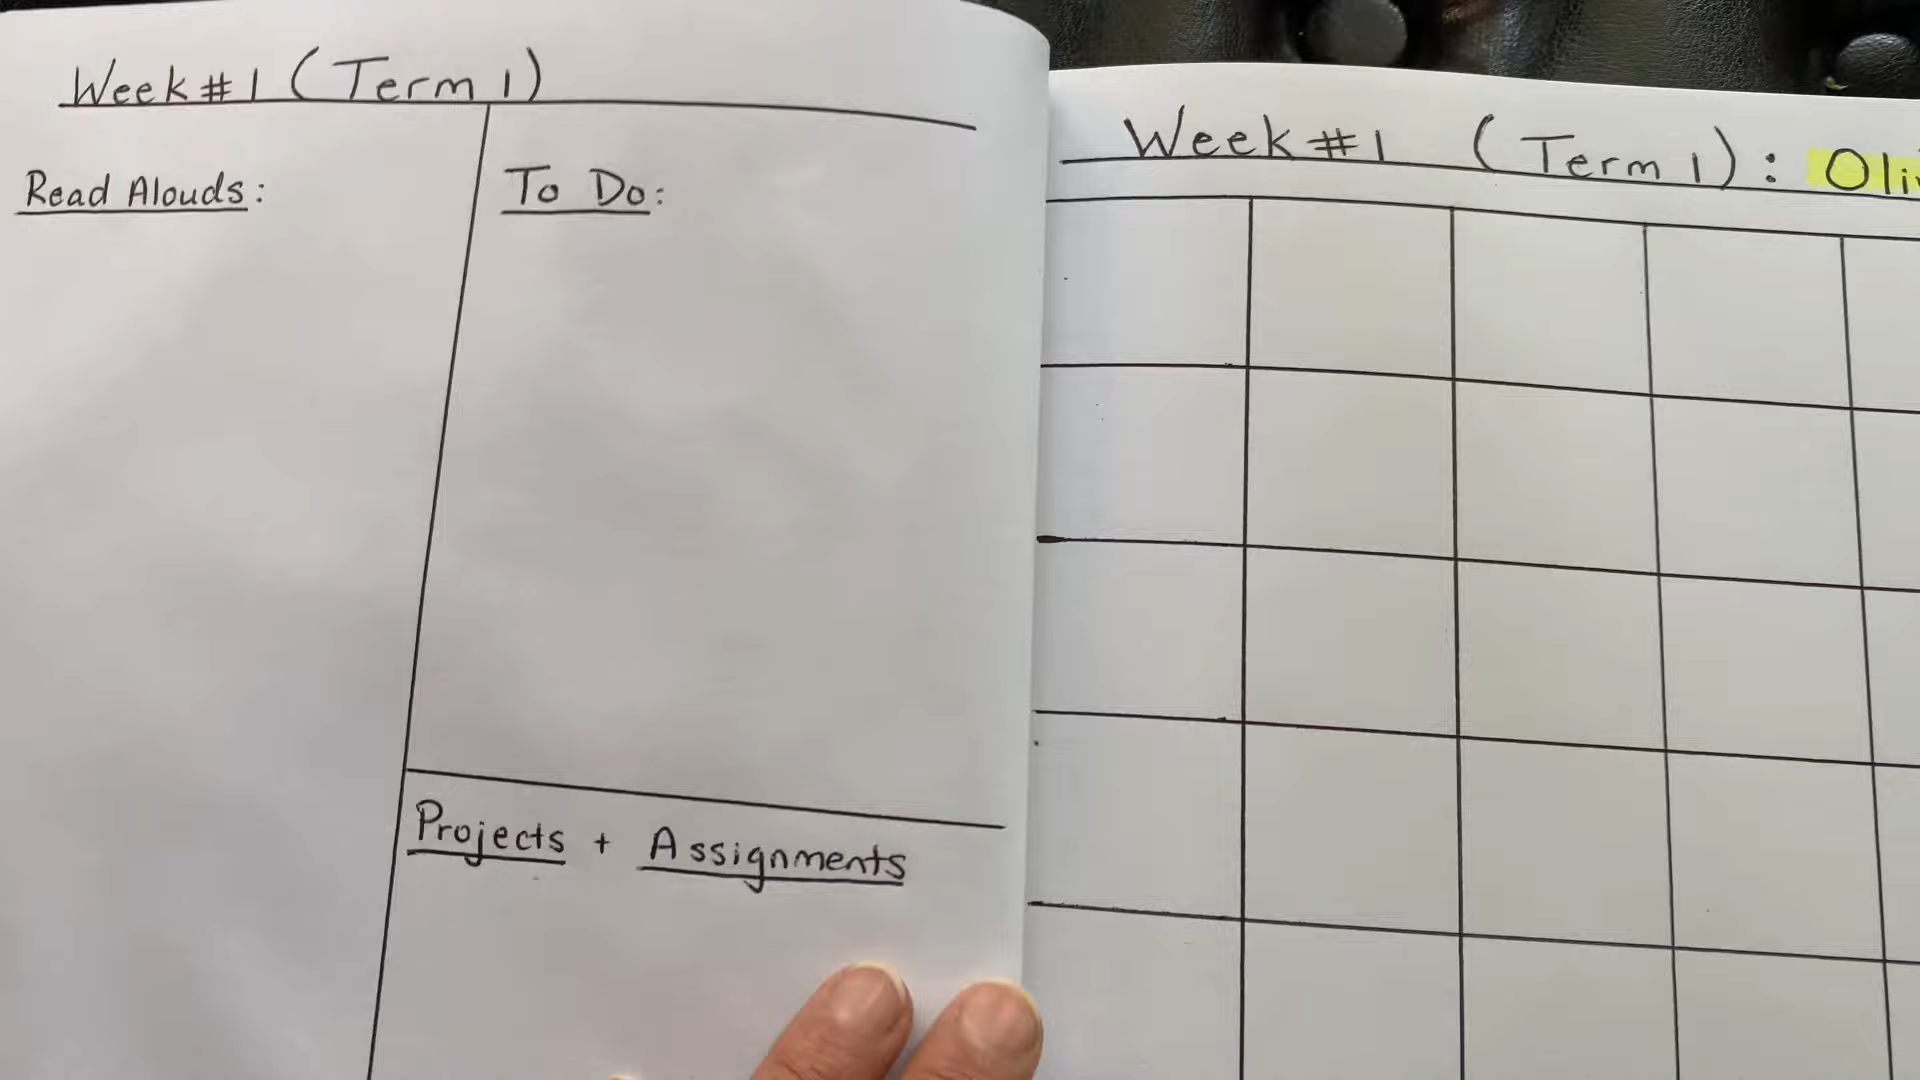 Week #1 (Term 1)
Read Alouds:
To Do:
Projects + Assignments
Week #1 (Term 1):